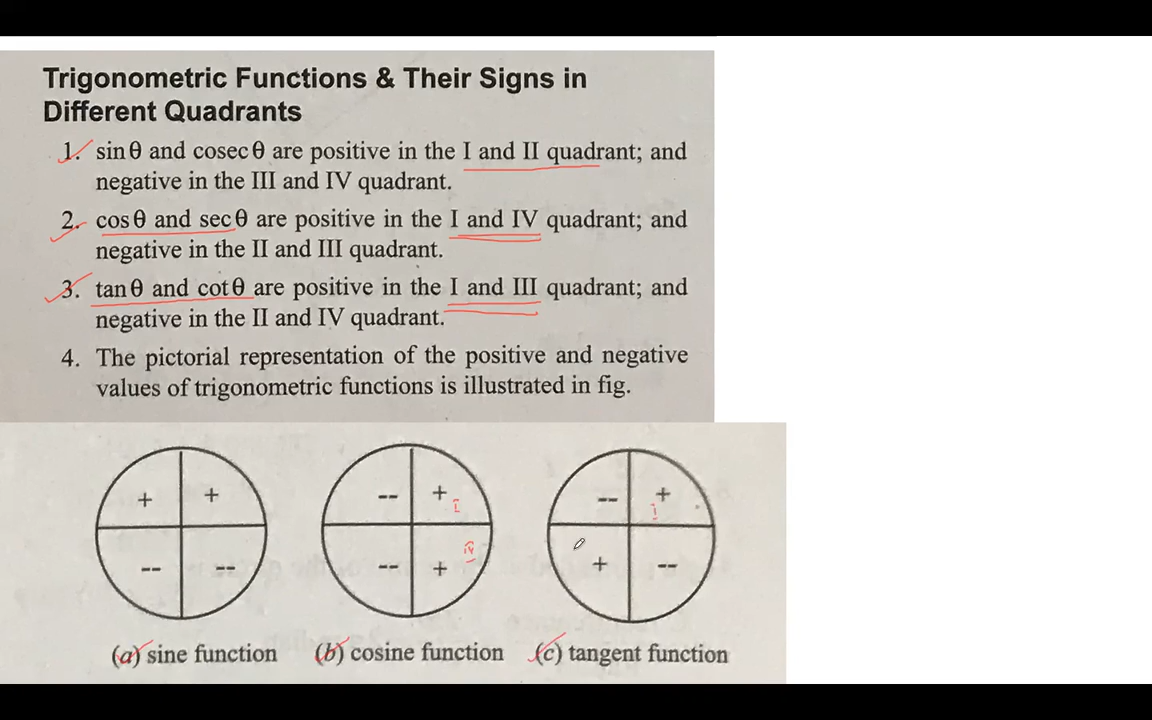 Trigonometric Functions & Their Signs in
Different Quadrants
1. sin θ and cosec θ are positive in the I and II quadrant; and
negative in the III and IV quadrant.
2. cos θ and sec θ are positive in the I and IV quadrant; and
negative in the II and III quadrant.
3. tan θ and cot θ are positive in the I and III quadrant; and
negative in the II and IV quadrant.
4. The pictorial representation of the positive and negative
values of trigonometric functions is illustrated in fig.
+ + -- + -- +
I I
IV
-- -- -- + + --
(a) sine function (b) cosine function (c) tangent function